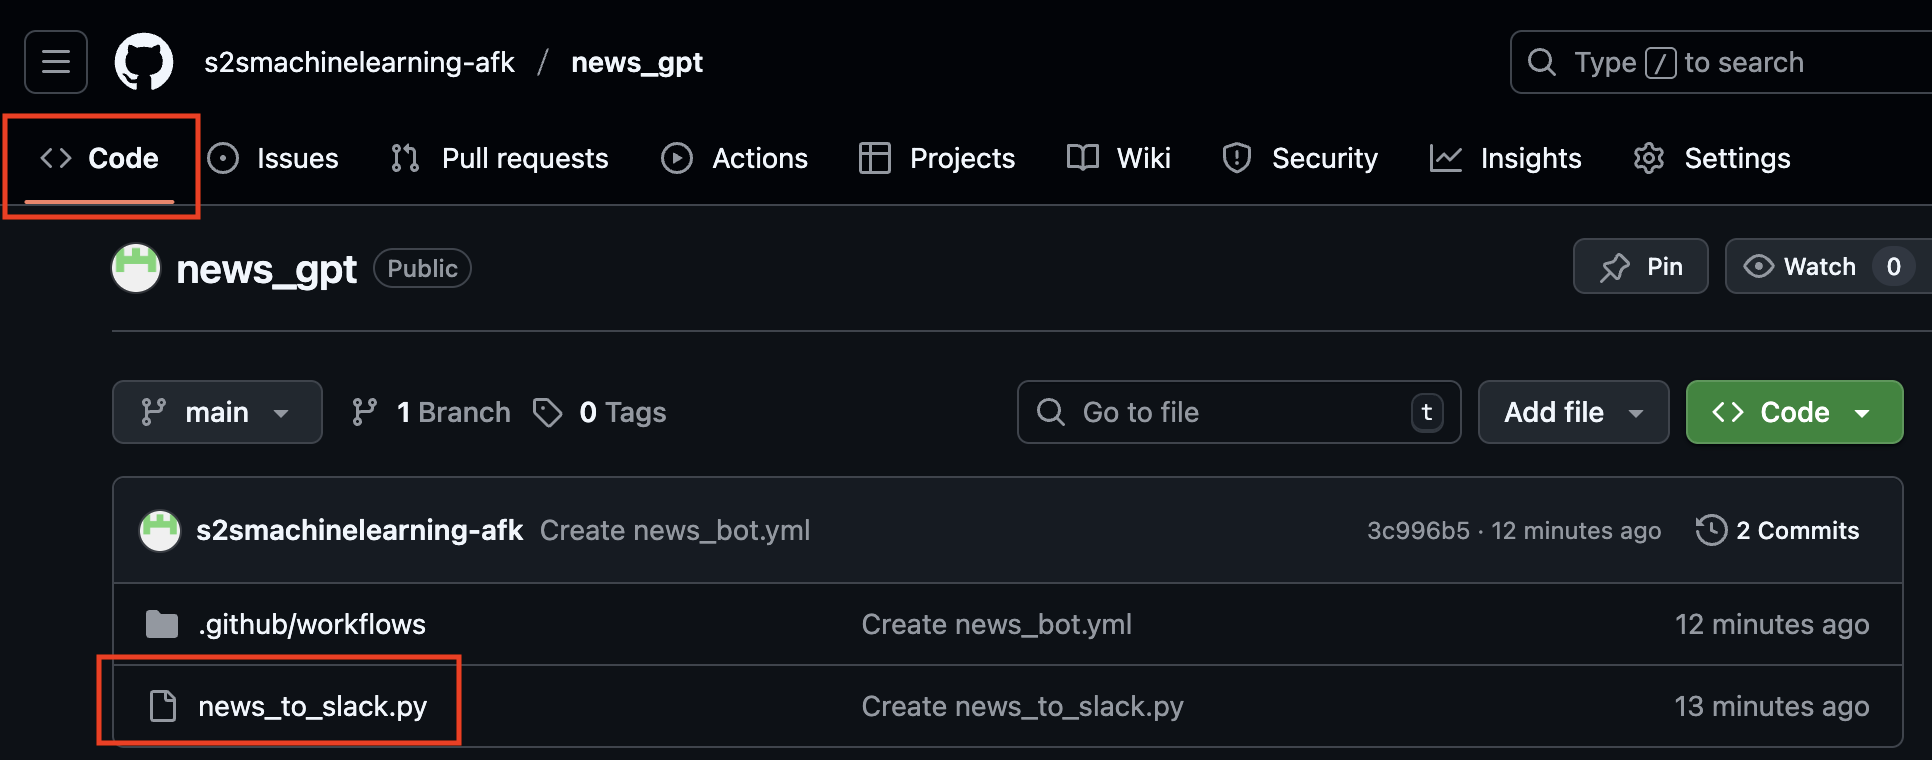 s2smachinelearning-afk / news_gpt
Type / to search
Code Issues Pull requests Actions Projects Wiki Security Insights Settings
news_gpt Public
Pin Watch 0
main 1 Branch 0 Tags
Go to file t Add file Code
s2smachinelearning-afk Create news_bot.yml 3c996b5 · 12 minutes ago 2 Commits
.github/workflows Create news_bot.yml 12 minutes ago
news_to_slack.py Create news_to_slack.py 13 minutes ago